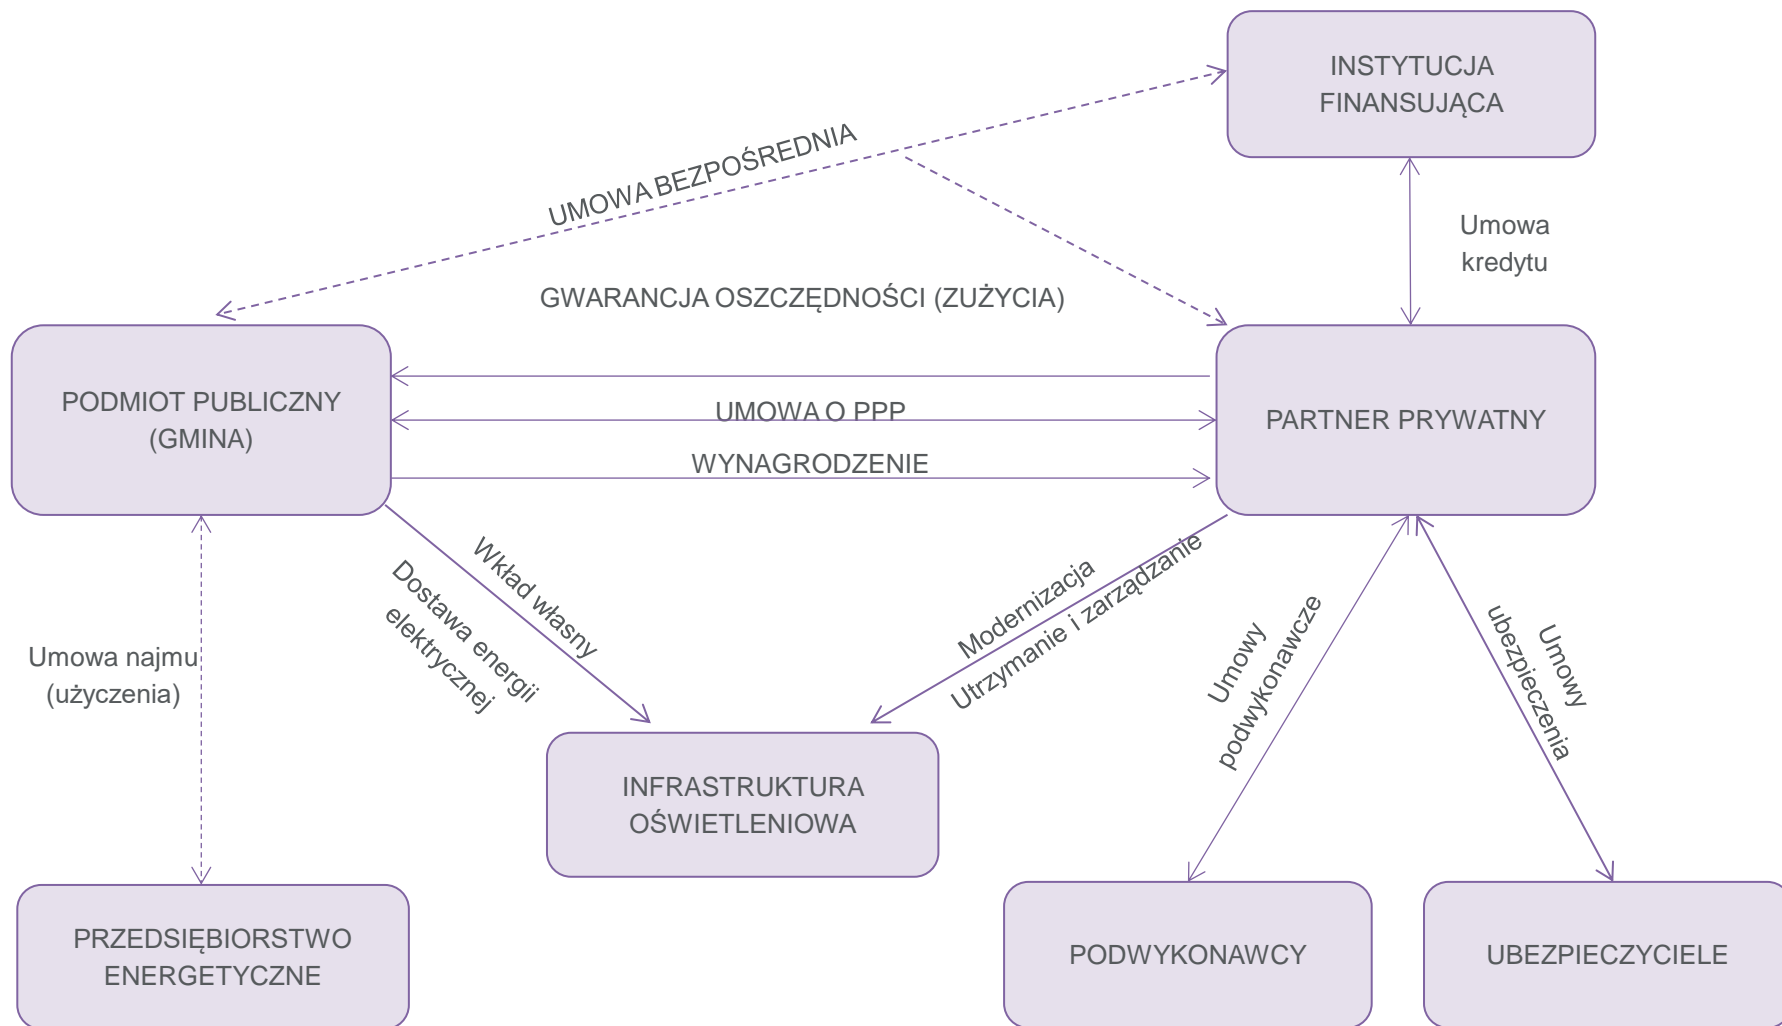 INSTYTUCJA
FINANSUJĄCA
UMOWA BEZPOŚREDNIA
Umowa
kredytu
GWARANCJA OSZCZĘDNOŚCI (ZUŻYCIA)
PODMIOT PUBLICZNY
(GMINA)
UMOWA O PPP
PARTNER PRYWATNY
WYNAGRODZENIE
Wkład własny
Dostawa energii
elektrycznej
Modernizacja
Utrzymanie i zarządzanie
Umowy
podwykonawcze
Umowy
ubezpieczenia
Umowa najmu
(użyczenia)
INFRASTRUKTURA
OŚWIETLENIOWA
PRZEDSIĘBIORSTWO
ENERGETYCZNE
PODWYKONAWCY
UBEZPIECZYCIELE